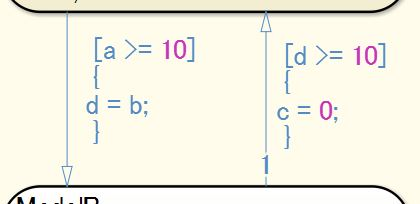 [a >= 10]
{
d = b;
}
[d >= 10]
{
c = 0;
}
1